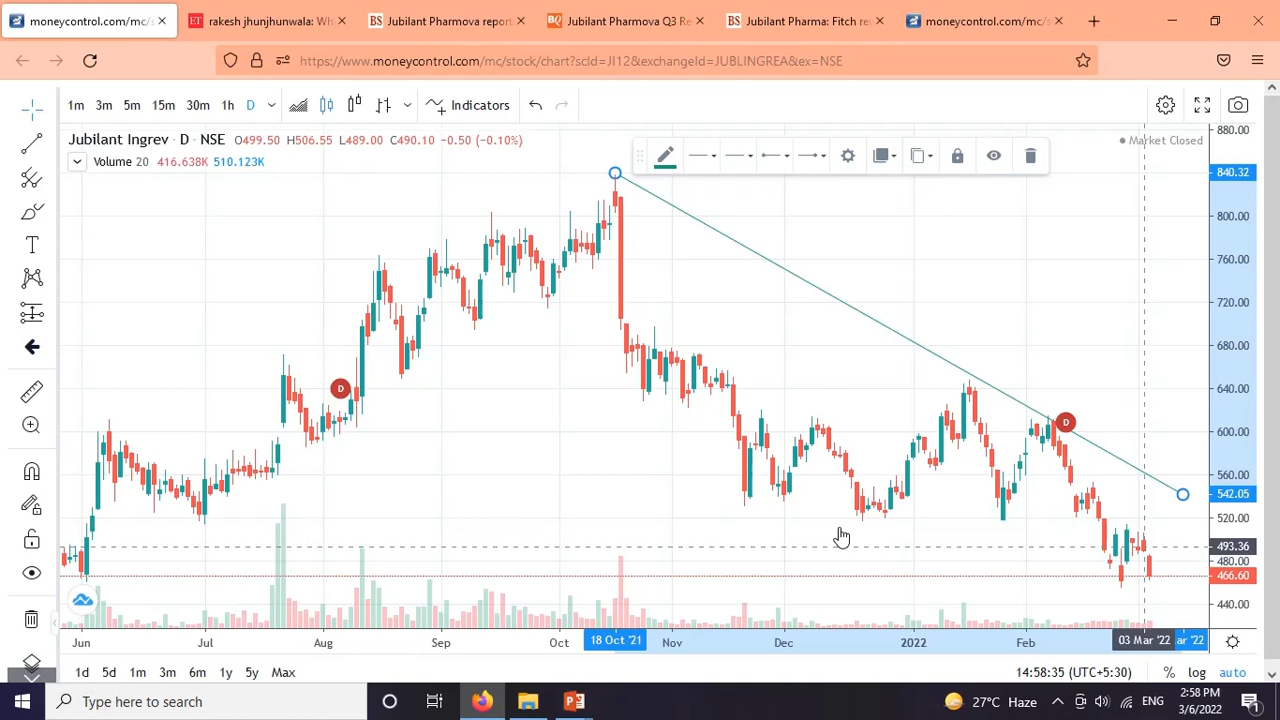 moneycontrol.com/mc/s
rakesh jhunjhunwala: Wh
Jubilant Pharmova report
Jubilant Pharmova Q3 Re
Jubilant Pharma: Fitch re
moneycontrol.com/mc/s
https://www.moneycontrol.com/mc/stock/chart?scId=JI12&exchangeId=JUBLINGREA&ex=NSE
1m 3m 5m 15m 30m 1h D Indicators
Jubilant Ingrev · D · NSE O499.50 H506.55 L489.00 C490.10 -0.50 (-0.10%)
Market Closed
Volume 20 416.638K 510.123K
880.00
840.32
800.00
760.00
720.00
680.00
640.00
600.00
560.00
542.05
520.00
493.36
480.00
466.60
440.00
D
D
Jun Jul Aug Sep Oct 18 Oct '21 Nov Dec 2022 Feb 03 Mar '22 ar '22
1d 5d 1m 3m 6m 1y 5y Max 14:58:35 (UTC+5:30) % log auto
Type here to search
27°C Haze
ENG
2:58 PM
3/6/2022
1